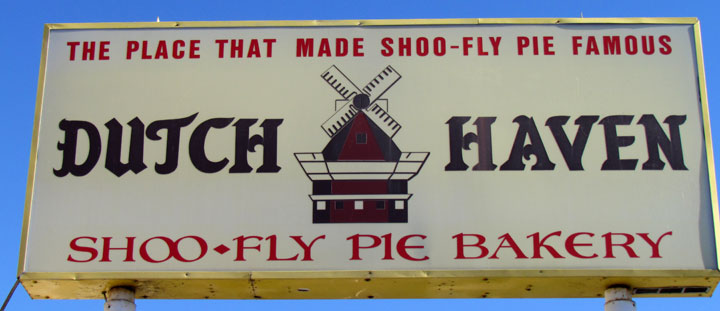 THE PLACE THAT MADE SHOO-FLY PIE FAMOUS
DUTCH HAVEN
SHOO-FLY PIE BAKERY